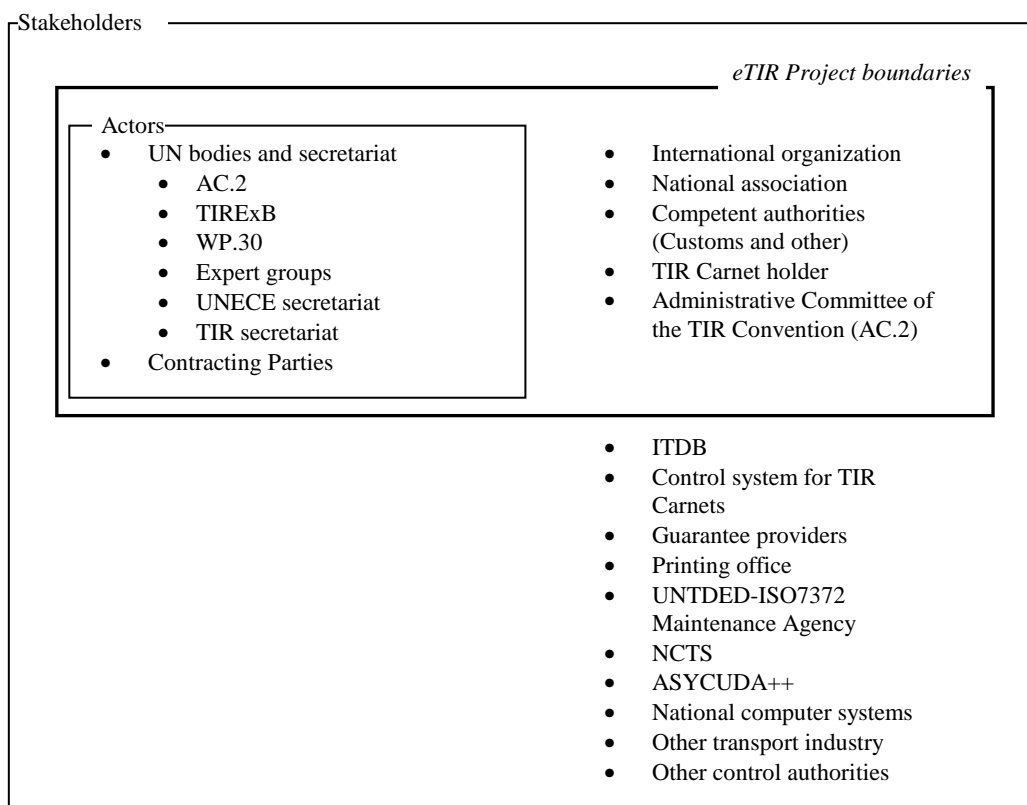 Stakeholders
eTIR Project boundaries
Actors
• UN bodies and secretariat
• AC.2
• TIRExB
• WP.30
• Expert groups
• UNECE secretariat
• TIR secretariat
• Contracting Parties
• International organization
• National association
• Competent authorities
(Customs and other)
• TIR Carnet holder
• Administrative Committee of
the TIR Convention (AC.2)
• ITDB
• Control system for TIR
Carnets
• Guarantee providers
• Printing office
• UNTDED-ISO7372
Maintenance Agency
• NCTS
• ASYCUDA++
• National computer systems
• Other transport industry
• Other control authorities